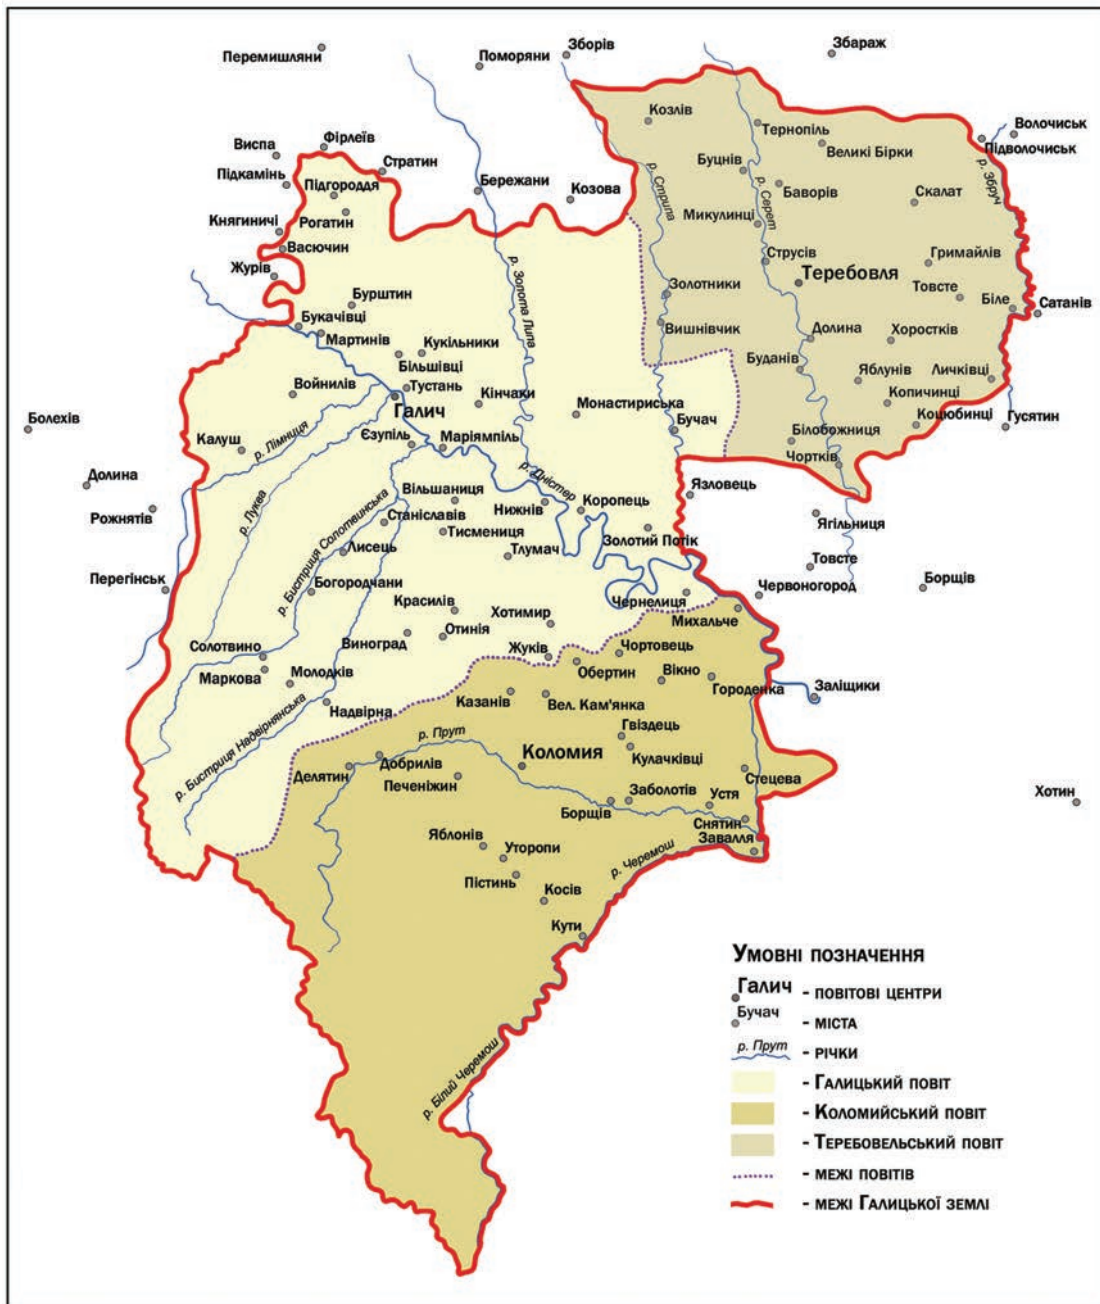 Перемишляни
Поморяни
Зборів
Збараж
Козлів
Тернопіль
Великі Бірки
Волочиськ
Підволочиськ
р. Збруч
Виспа
Фірлеїв
Стратин
Підкамінь
Підгороддя
Бережани
Козова
р. Стрипа
Буцнів
р. Серет
Баворів
Скалат
Княгиничі
Рогатин
Микулинці
Васючин
Журів
р. Золота Липа
Струсів
Гримайлів
Теребовля
Золотники
Товсте
Біле
Сатанів
Бурштин
Букачівці
Мартинів
Вишнівчик
Долина
Хоростків
Кукільники
Більшівці
Буданів
Яблунів
Личківці
Войнилів
Тустань
Галич
Кінчаки
Монастириська
Копичинці
Болехів
Бучач
Коцюбинці
Гусятин
Калуш
р. Лімниця
Єзупіль
Маріямпіль
Білобожниця
Чортків
Долина
р. Дністер
Язловець
Рожнятів
р. Луква
Вільшаниця
Нижнів
Коропець
Ягільниця
Станіславів
Тисмениця
Золотий Потік
р. Бистриця Солотвинська
Лисець
Тлумач
Товсте
Перегінськ
Богородчани
Червоногород
Борщів
Красилів
Хотимир
Чернелиця
Михальче
Солотвино
Виноград
Отинія
Жуків
Чортовець
Маркова
Молодків
Обертин
Вікно
Городенка
Заліщики
Надвірна
Казанів
Вел. Кам'янка
р. Бистриця Надвірнянська
р. Прут
Гвіздець
Коломия
Кулачківці
Делятин
Добрилів
Печеніжин
Стецева
Хотин
Борщів
Заболотів
Устя
Снятин
Завалля
Яблонів
Уторопи
р. Черемош
Пістинь
Косів
Кути
р. Білий Черемош
Умовні позначення
Галич - повітові центри
Бучач - міста
р. Прут - річки
- Галицький повіт
- Коломийський повіт
- Теребовельський повіт
- межі повітів
- межі Галицької землі